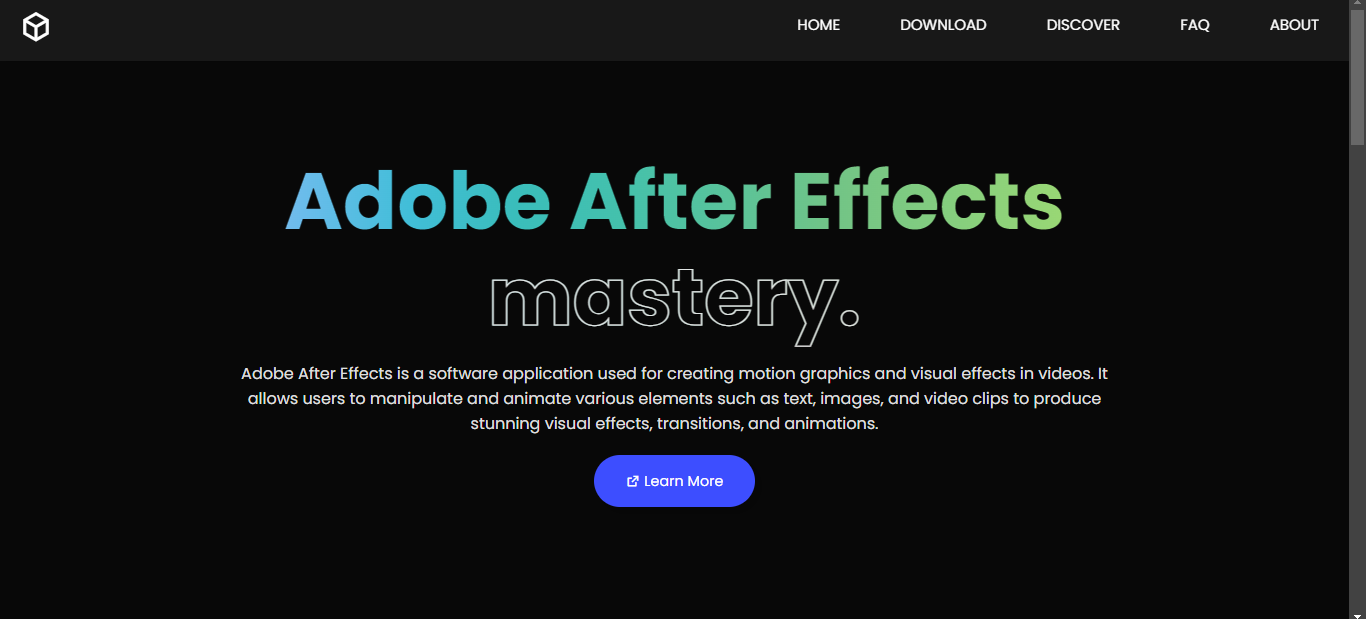 HOME DOWNLOAD DISCOVER FAQ ABOUT
Adobe After Effects
mastery.
Adobe After Effects is a software application used for creating motion graphics and visual effects in videos. It
allows users to manipulate and animate various elements such as text, images, and video clips to produce
stunning visual effects, transitions, and animations.
Learn More